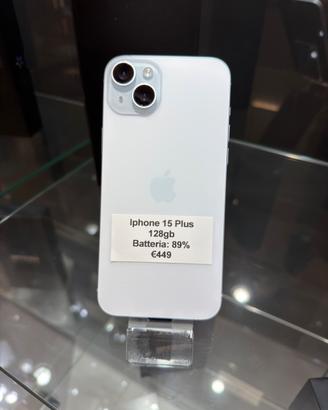 Iphone 15 Plus
128gb
Batteria: 89%
€449